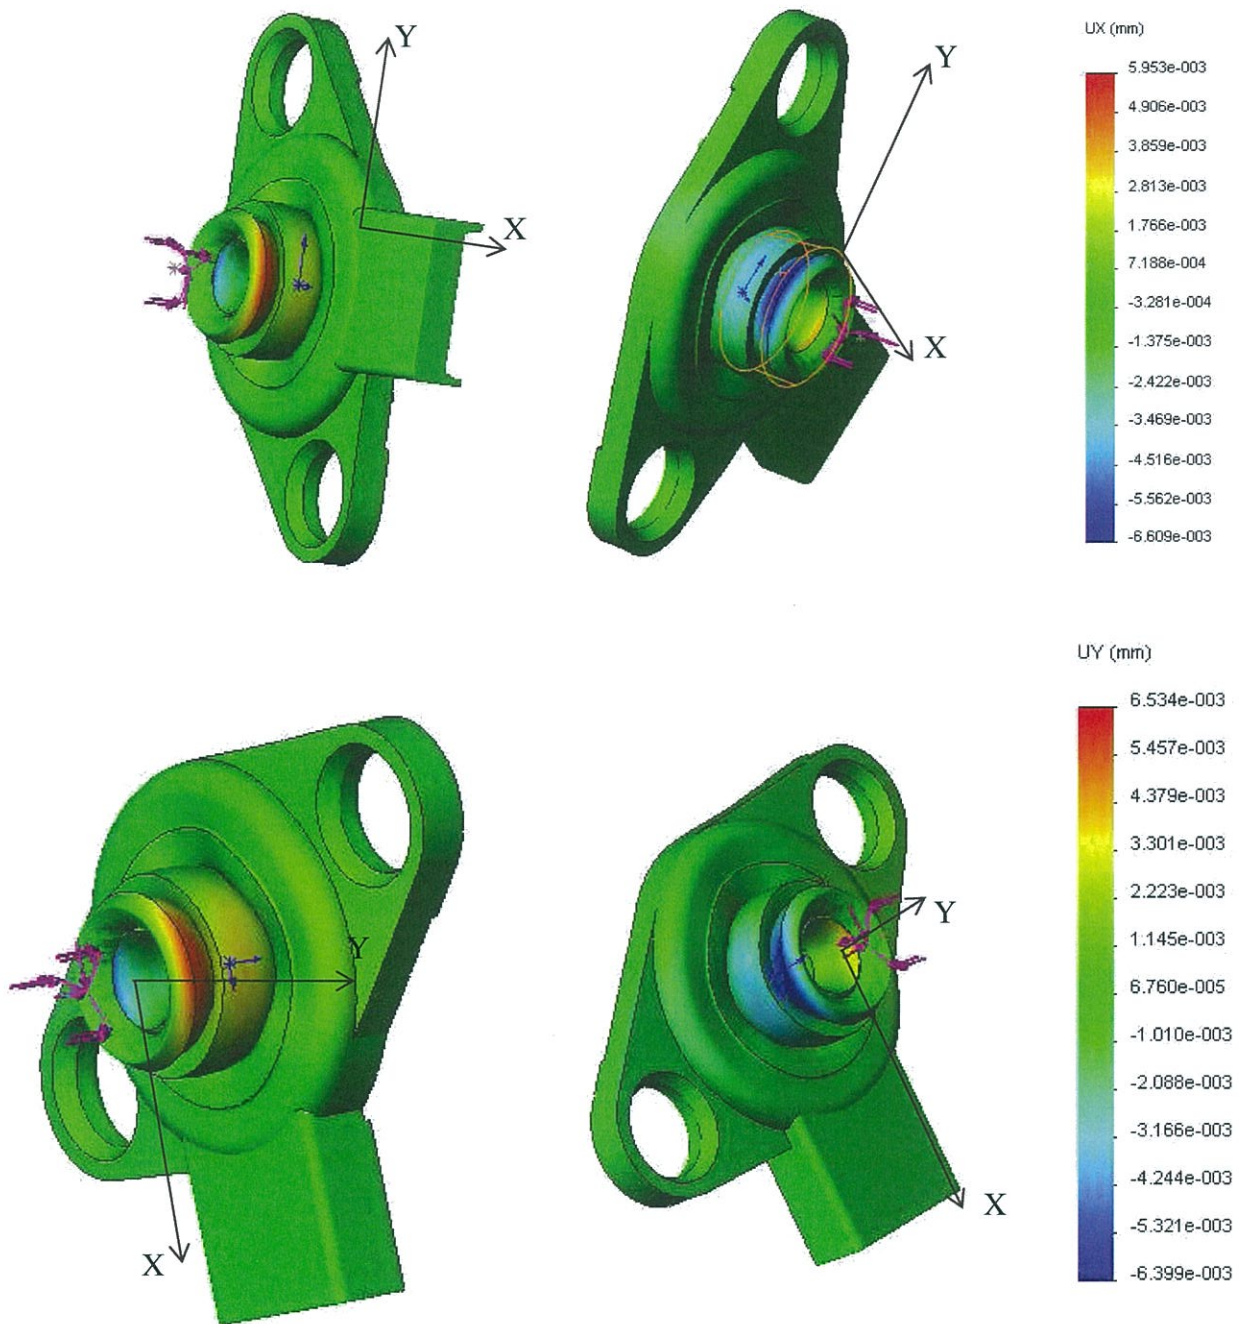 UX (mm)
5.953e-003
4.906e-003
3.859e-003
2.813e-003
1.766e-003
7.188e-004
-3.281e-004
-1.375e-003
-2.422e-003
-3.469e-003
-4.516e-003
-5.562e-003
-6.609e-003
Y
X
Y
X
UY (mm)
6.534e-003
5.457e-003
4.379e-003
3.301e-003
2.223e-003
1.145e-003
6.760e-005
-1.010e-003
-2.088e-003
-3.166e-003
-4.244e-003
-5.321e-003
-6.399e-003
Y
X
Y
X